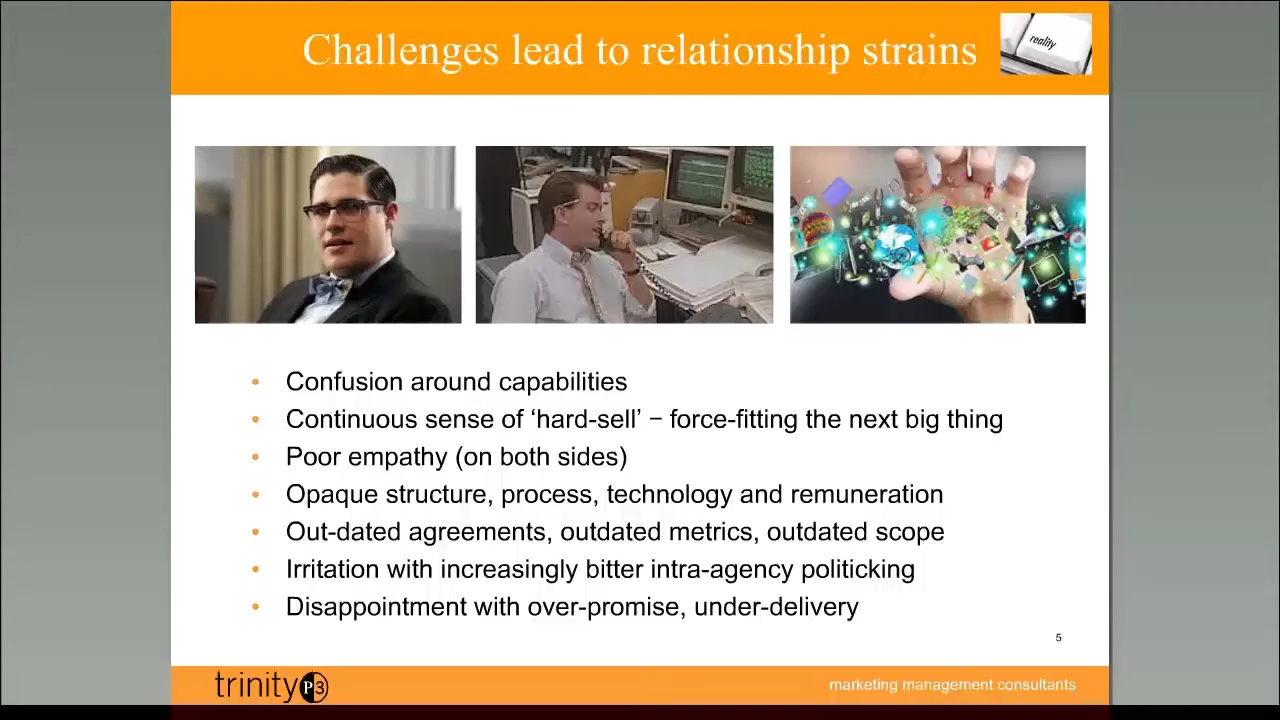 Challenges lead to relationship strains
reality
• Confusion around capabilities
• Continuous sense of ‘hard-sell’ – force-fitting the next big thing
• Poor empathy (on both sides)
• Opaque structure, process, technology and remuneration
• Out-dated agreements, outdated metrics, outdated scope
• Irritation with increasingly bitter intra-agency politicking
• Disappointment with over-promise, under-delivery
5
trinity P3
marketing management consultants